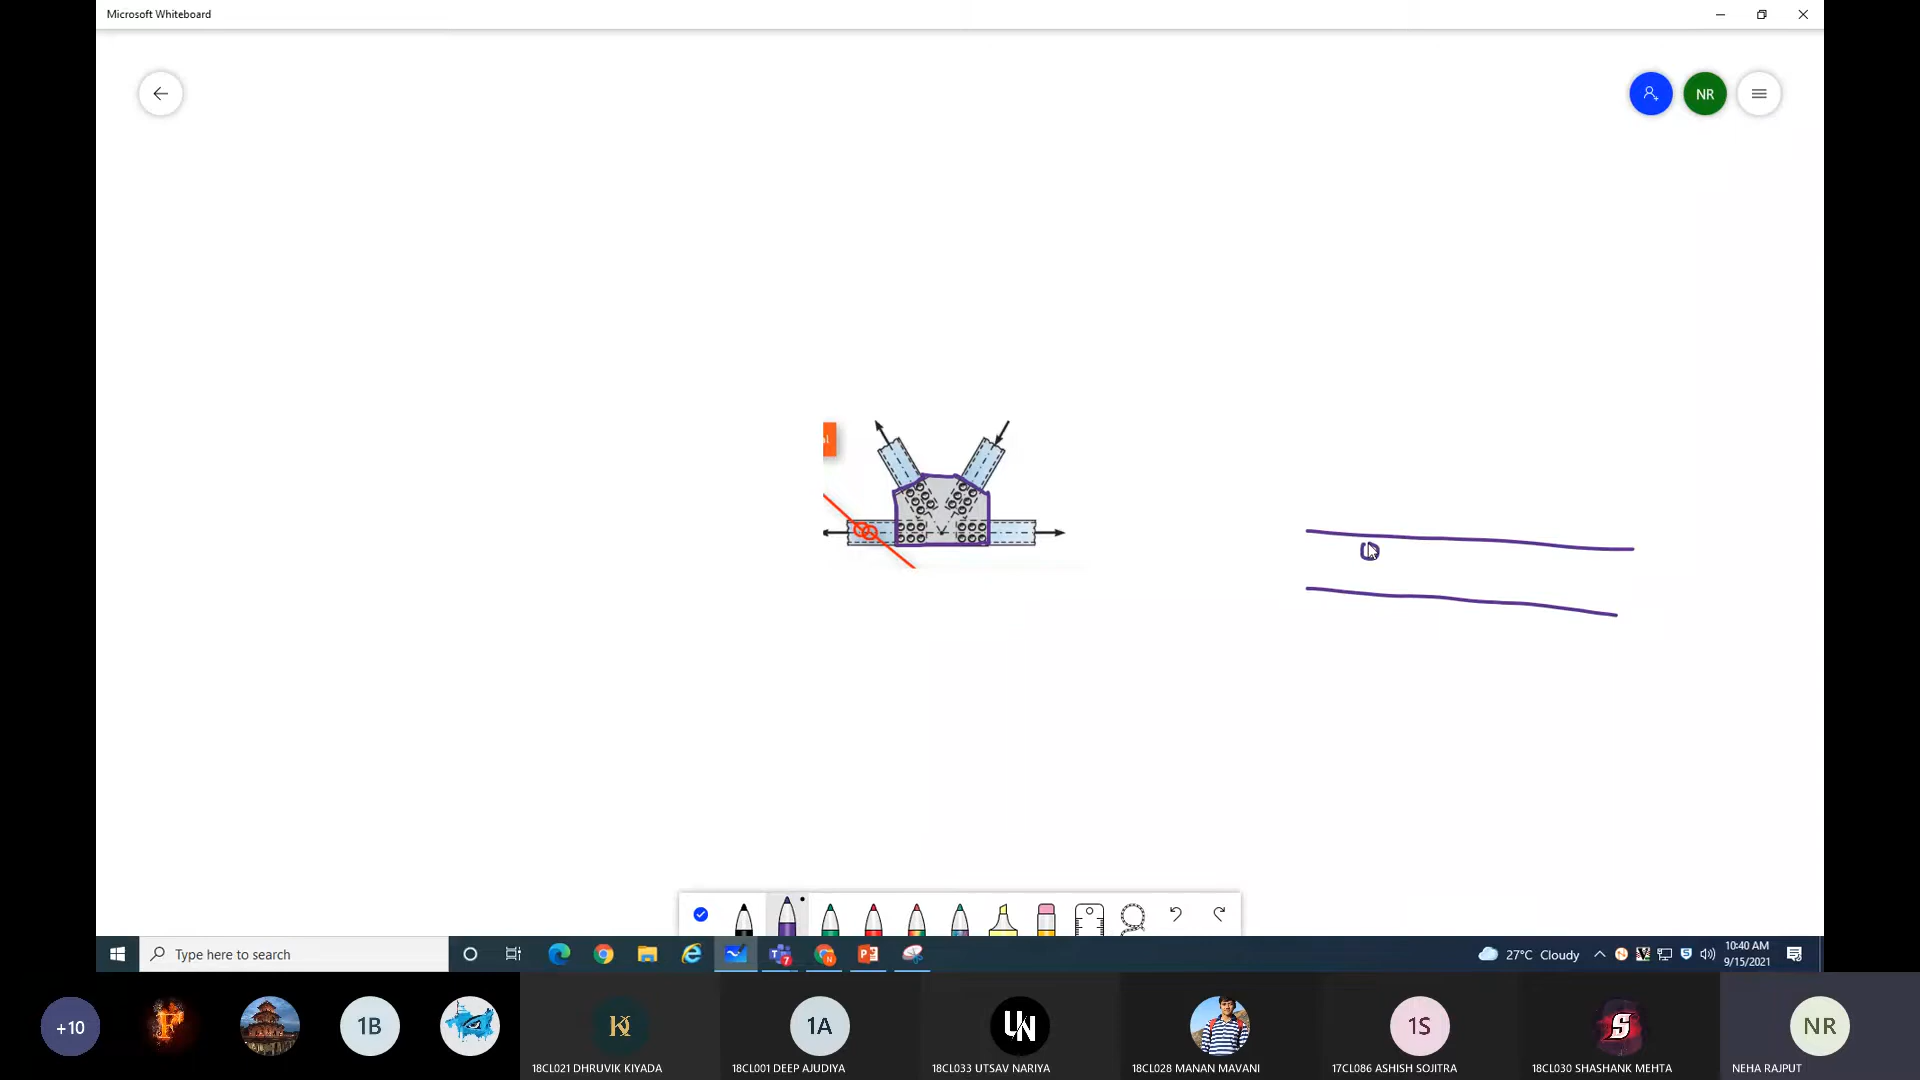 Microsoft Whiteboard
NR
Type here to search
7
N
27°C Cloudy
10:40 AM
9/15/2021
+10
1B
1A
UN
1S
S
NR
18CL021 DHRUVIK KIYADA
18CL001 DEEP AJUDIYA
18CL033 UTSAV NARIYA
18CL028 MANAN MAVANI
17CL086 ASHISH SOJITRA
18CL030 SHASHANK MEHTA
NEHA RAJPUT